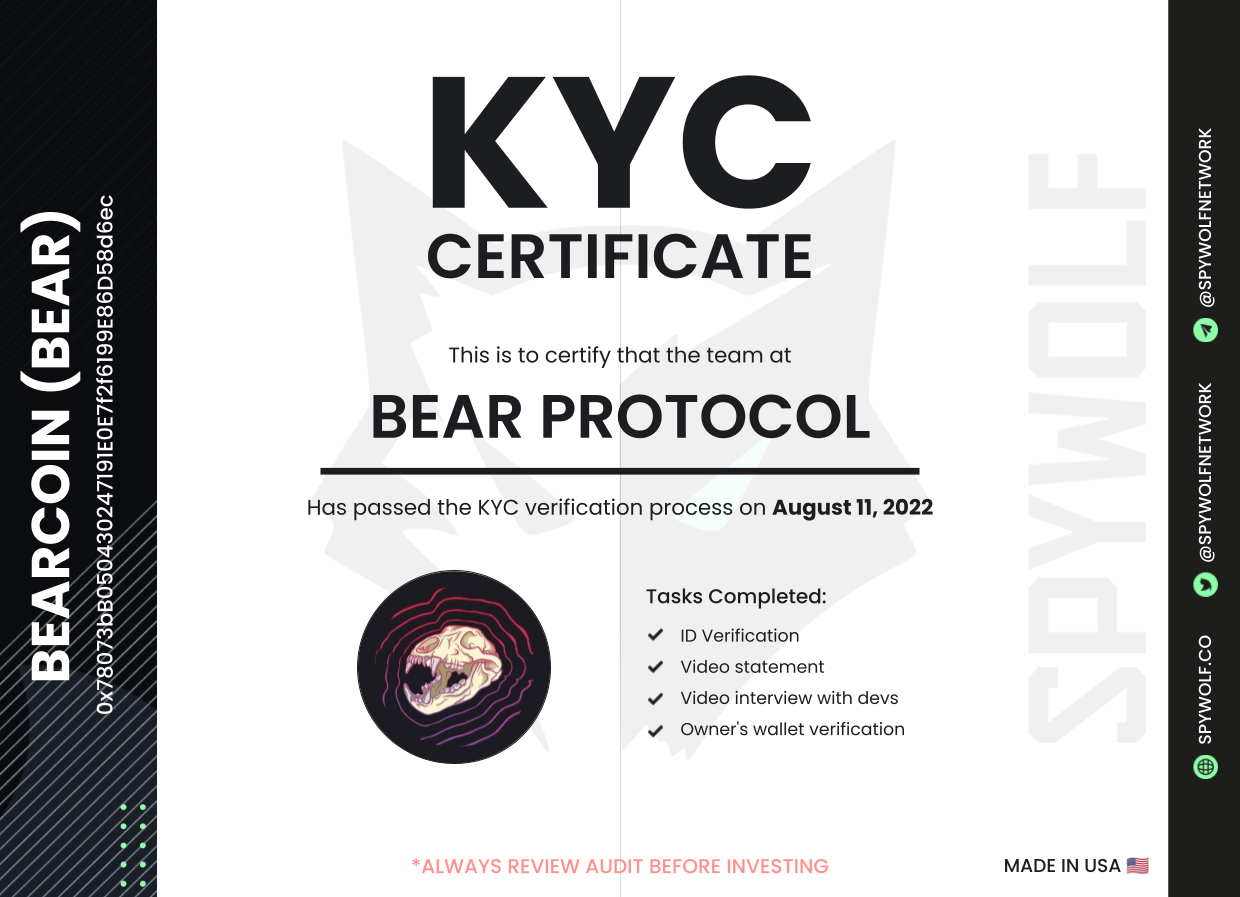 BEARCOIN (BEAR)
0x78073bB0504302471910E7f2f6199E86D58d6ec
KYC
CERTIFICATE
This is to certify that the team at
BEAR PROTOCOL
Has passed the KYC verification process on August 11, 2022
Tasks Completed:
ID Verification
Video statement
Video interview with devs
Owner's wallet verification
*ALWAYS REVIEW AUDIT BEFORE INVESTING
MADE IN USA
SPYWOLF
SPYWOLF.CO
@SPYWOLFNETWORK
@SPYWOLFNETWORK